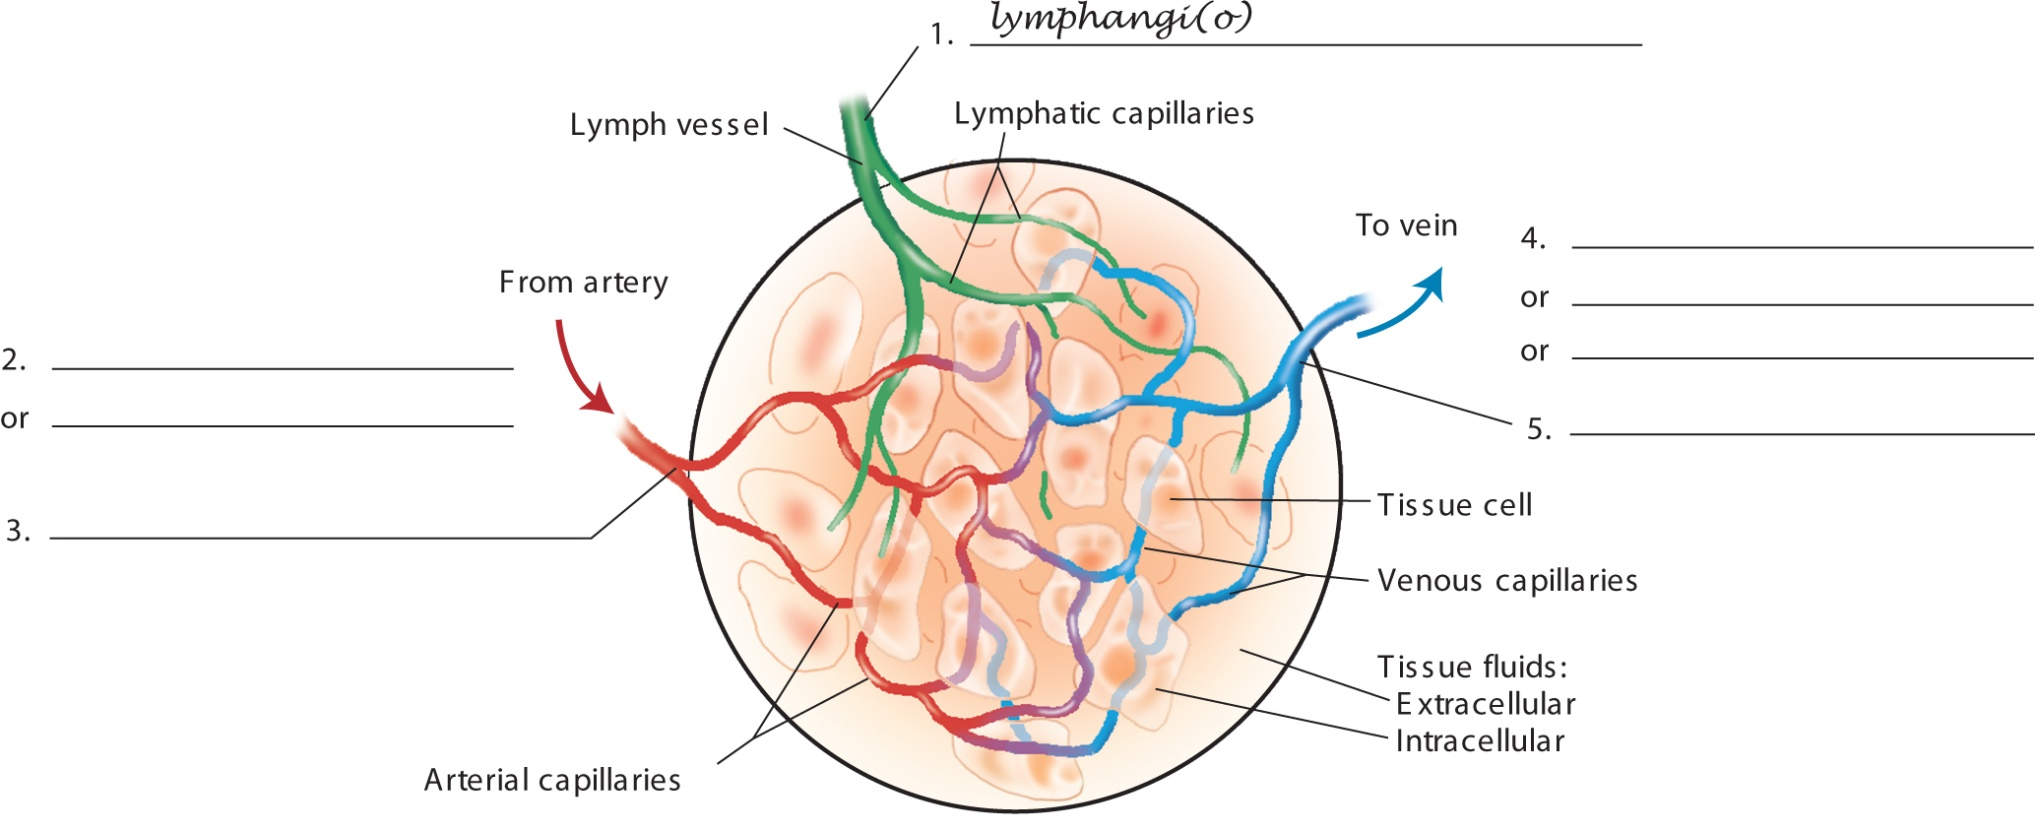 1. lymphangi(o)
Lymph vessel
Lymphatic capillaries
From artery
To vein
2.
or
3.
4.
or
or
5.
Tissue cell
Venous capillaries
Tissue fluids:
Extracellular
Intracellular
Arterial capillaries